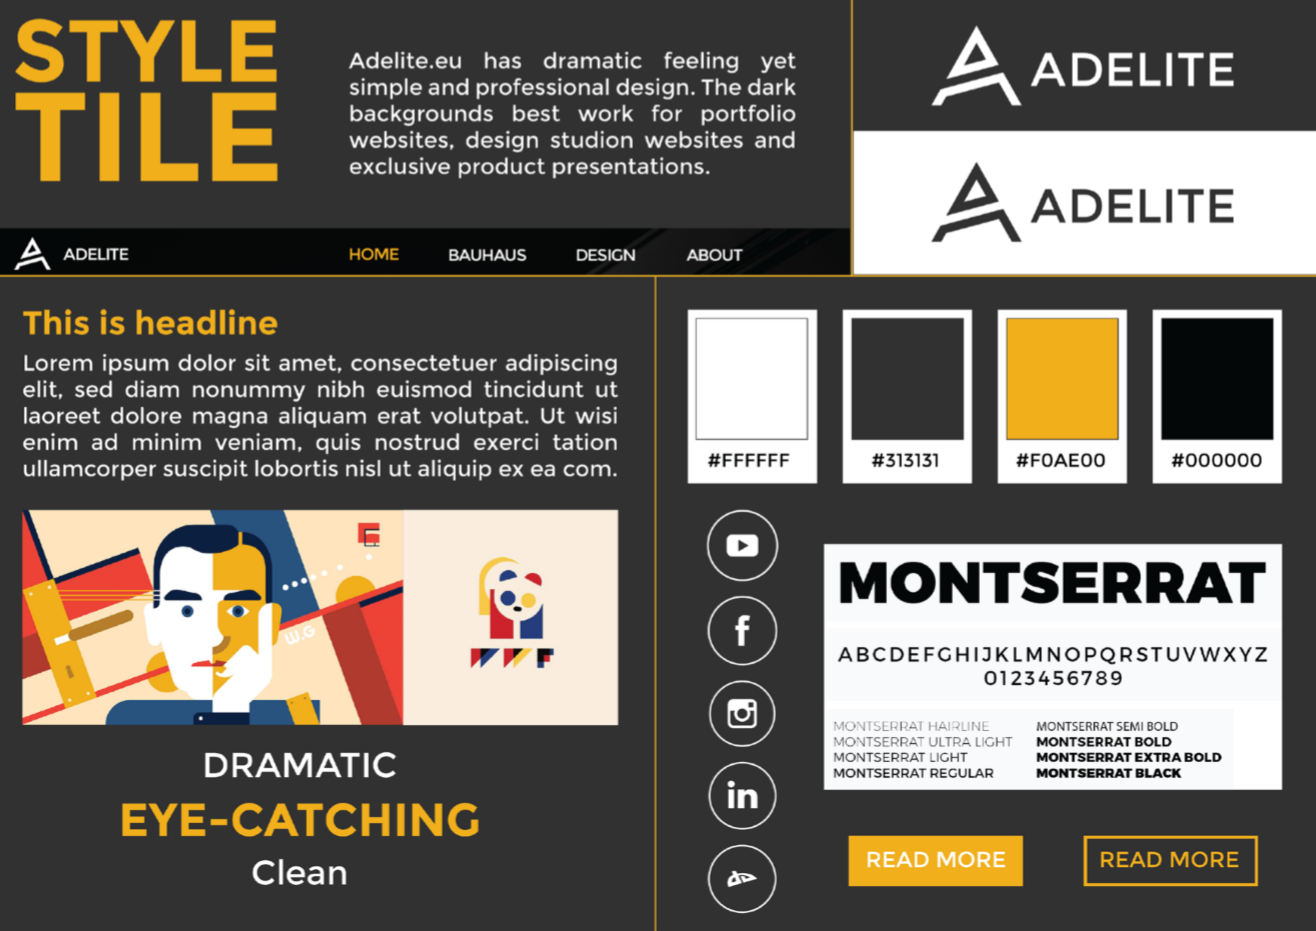 STYLE
TILE
Adelite.eu has dramatic feeling yet
simple and professional design. The dark
backgrounds best work for portfolio
websites, design studion websites and
exclusive product presentations.
ADELITE
ADELITE
ADELITE
HOME
BAUHAUS
DESIGN
ABOUT
This is headline
Lorem ipsum dolor sit amet, consectetuer adipiscing
elit, sed diam nonummy nibh euismod tincidunt ut
laoreet dolore magna aliquam erat volutpat. Ut wisi
enim ad minim veniam, quis nostrud exerci tation
ullamcorper suscipit lobortis nisl ut aliquip ex ea com.
W.G
DRAMATIC
EYE-CATCHING
Clean
#FFFFFF
#313131
#F0AE00
#000000
f
in
MONTSERRAT
ABCDEFGHIJKLMNOPQRSTUVWXYZ
0123456789
MONTSERRAT HAIRLINE
MONTSERRAT ULTRA LIGHT
MONTSERRAT LIGHT
MONTSERRAT REGULAR
MONTSERRAT SEMI BOLD
MONTSERRAT BOLD
MONTSERRAT EXTRA BOLD
MONTSERRAT BLACK
READ MORE
READ MORE